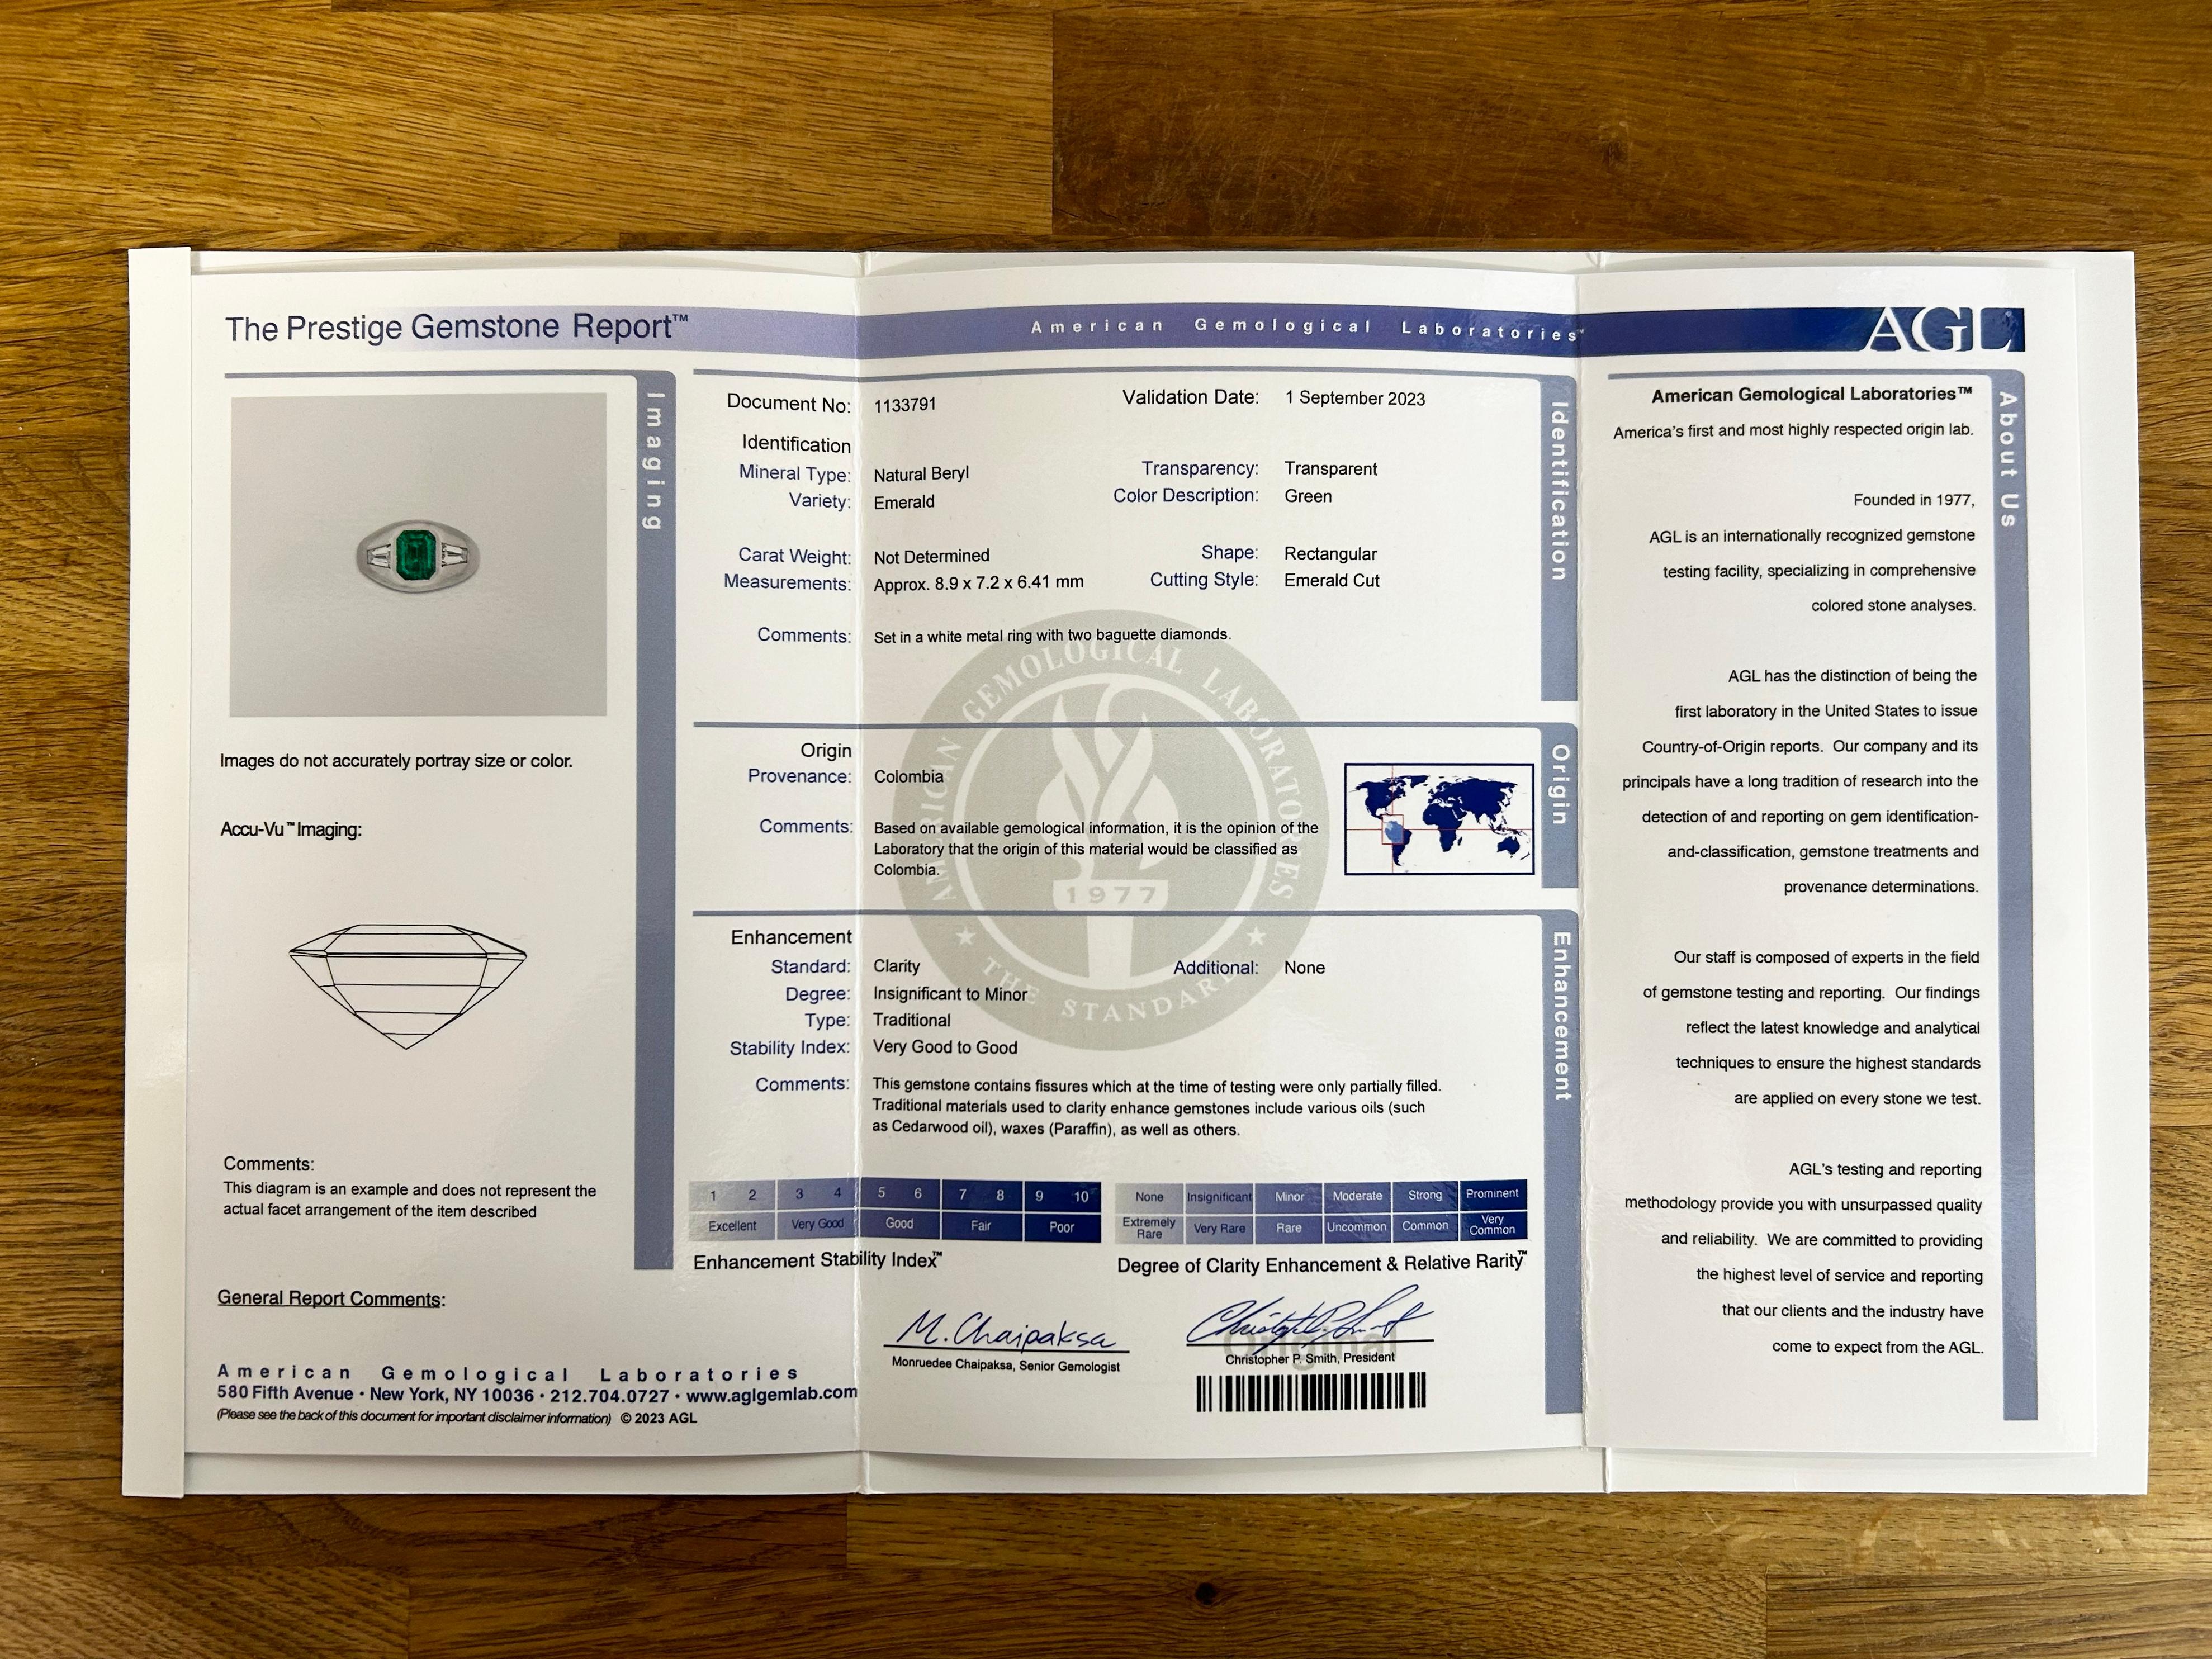 The Prestige Gemstone Report™
American Gemological Laboratories™
AGL
Imaging
Images do not accurately portray size or color.
Accu-Vu™ Imaging:
Comments:
This diagram is an example and does not represent the
actual facet arrangement of the item described
General Report Comments:
American Gemological Laboratories
580 Fifth Avenue • New York, NY 10036 • 212.704.0727 • www.aglgemlab.com
(Please see the back of this document for important disclaimer information) © 2023 AGL
Identification
Document No: 1133791 Validation Date: 1 September 2023
Identification
Mineral Type: Natural Beryl Transparency: Transparent
Variety: Emerald Color Description: Green
Carat Weight: Not Determined Shape: Rectangular
Measurements: Approx. 8.9 x 7.2 x 6.41 mm Cutting Style: Emerald Cut
Comments: Set in a white metal ring with two baguette diamonds.
AMERICAN GEMOLOGICAL LABORATORIES
1977
★ THE STANDARD ★
Origin
Origin
Provenance: Colombia
Comments: Based on available gemological information, it is the opinion of the
Laboratory that the origin of this material would be classified as
Colombia.
Enhancement
Enhancement
Standard: Clarity Additional: None
Degree: Insignificant to Minor
Type: Traditional
Stability Index: Very Good to Good
Comments: This gemstone contains fissures which at the time of testing were only partially filled.
Traditional materials used to clarity enhance gemstones include various oils (such
as Cedarwood oil), waxes (Paraffin), as well as others.
1 2 3 4 5 6 7 8 9 10
Excellent Very Good Good Fair Poor
Enhancement Stability Index™
None Insignificant Minor Moderate Strong Prominent
Extremely Rare Very Rare Rare Uncommon Common Very Common
Degree of Clarity Enhancement & Relative Rarity™
M. Chaipaksa
Monruedee Chaipaksa, Senior Gemologist
Original
Christopher P. Smith, President
About Us
American Gemological Laboratories™
America's first and most highly respected origin lab.
Founded in 1977,
AGL is an internationally recognized gemstone
testing facility, specializing in comprehensive
colored stone analyses.
AGL has the distinction of being the
first laboratory in the United States to issue
Country-of-Origin reports. Our company and its
principals have a long tradition of research into the
detection of and reporting on gem identification-
and-classification, gemstone treatments and
provenance determinations.
Our staff is composed of experts in the field
of gemstone testing and reporting. Our findings
reflect the latest knowledge and analytical
techniques to ensure the highest standards
are applied on every stone we test.
AGL's testing and reporting
methodology provide you with unsurpassed quality
and reliability. We are committed to providing
the highest level of service and reporting
that our clients and the industry have
come to expect from the AGL.